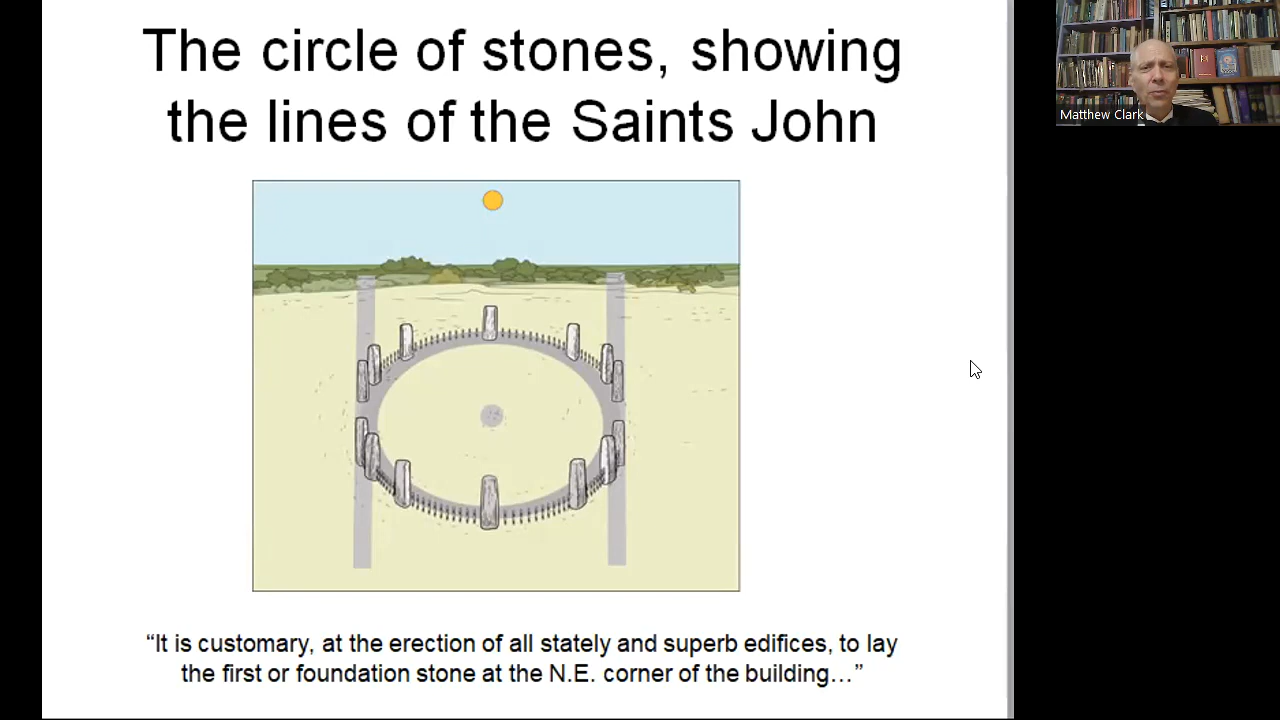 The circle of stones, showing
the lines of the Saints John
Matthew Clark
“It is customary, at the erection of all stately and superb edifices, to lay
the first or foundation stone at the N.E. corner of the building…”